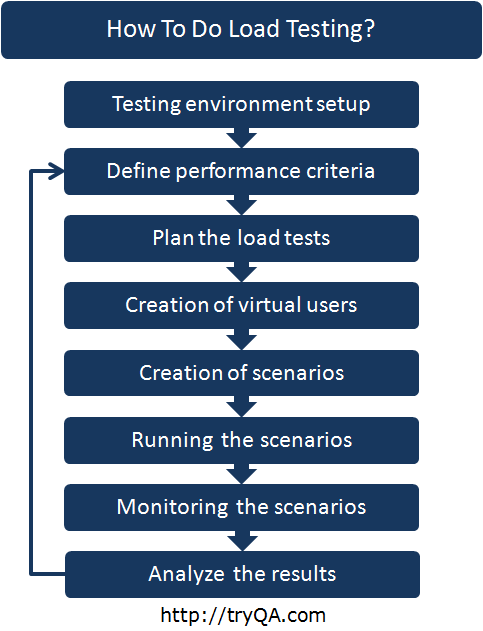 How To Do Load Testing?
Testing environment setup
Define performance criteria
Plan the load tests
Creation of virtual users
Creation of scenarios
Running the scenarios
Monitoring the scenarios
Analyze the results
http://tryQA.com